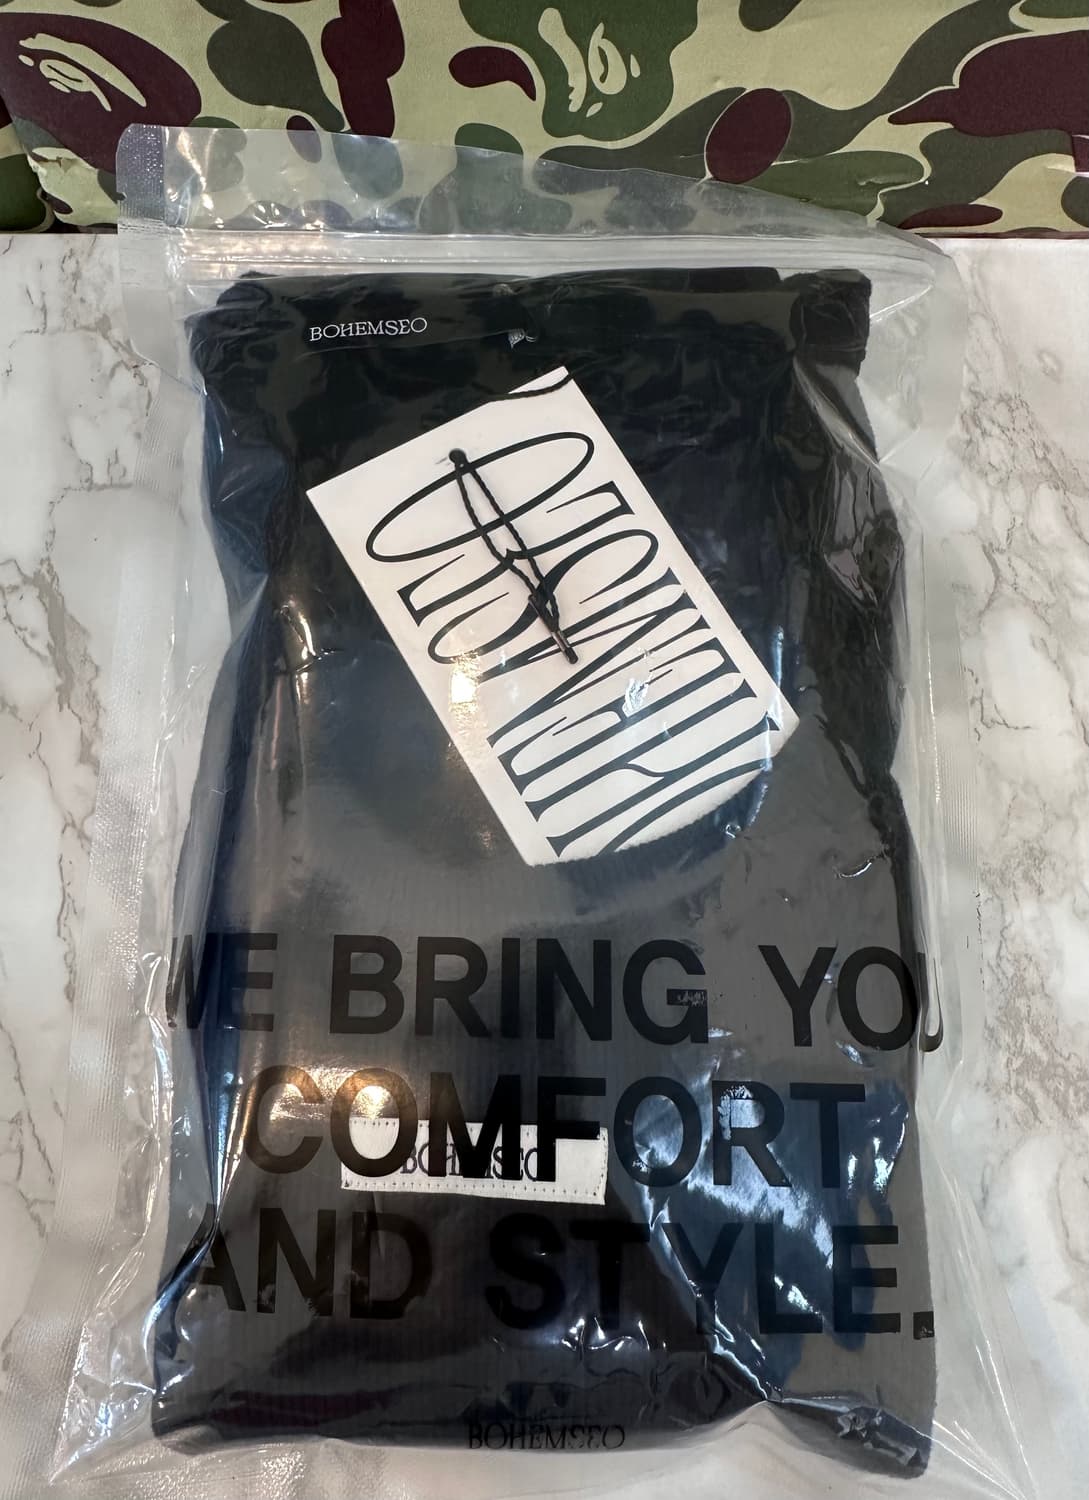 BOHEMSEO
WE BRING YOU
COMFORT
BOHEMSEO
AND STYLE.
BOHEMSEO